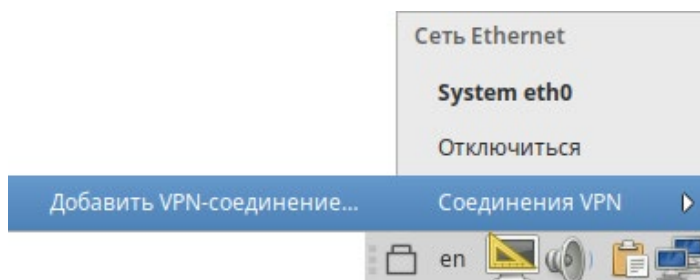 Сеть Ethernet
System eth0
Отключиться
Добавить VPN-соединение... Соединения VPN
en